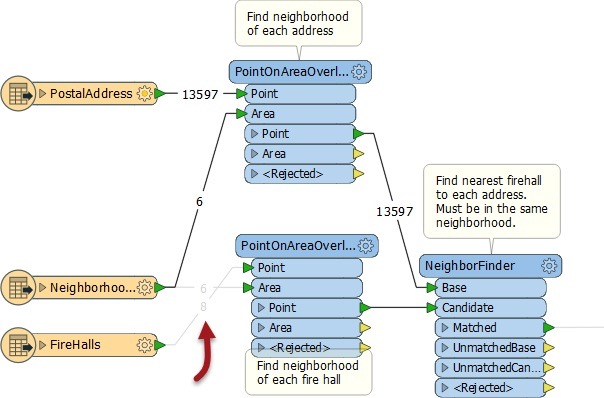 Find neighborhood
of each address
PointOnAreaOverl...
PostalAddress
13597
Point
Area
Point
Area
<Rejected>
6
13597
Find nearest firehall
to each address.
Must be in the same
neighborhood.
PointOnAreaOverl...
NeighborFinder
Point
Neighborhoo...
6
Area
Base
8
Point
Candidate
FireHalls
Area
Matched
<Rejected>
UnmatchedBase
Find neighborhood
of each fire hall
UnmatchedCan...
<Rejected>